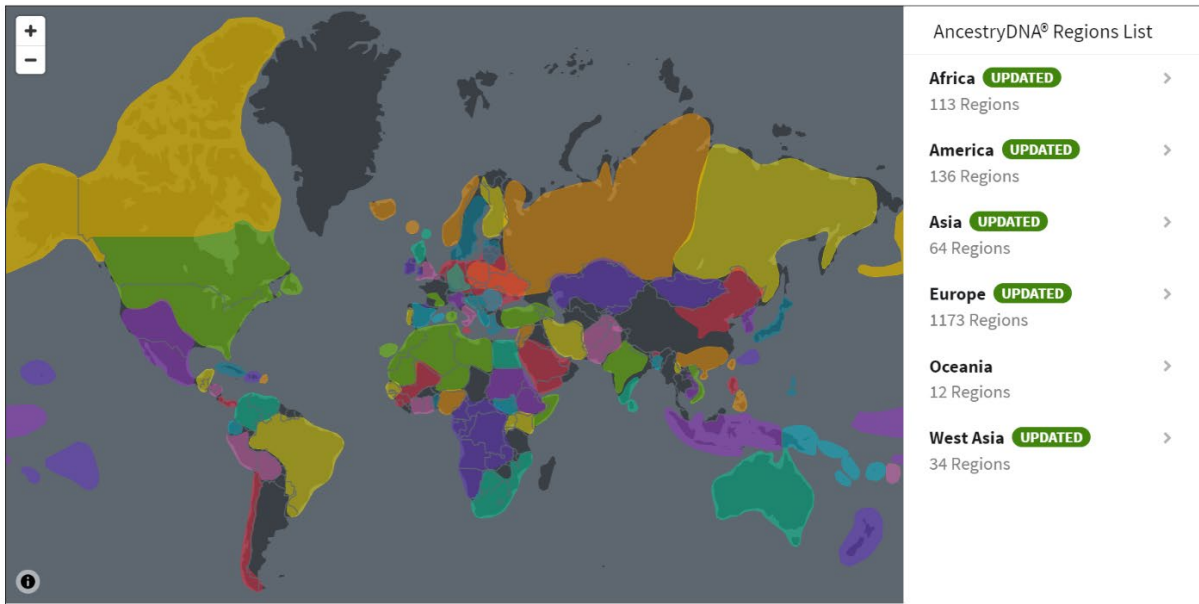 +
−
AncestryDNA® Regions List
Africa UPDATED
113 Regions
America UPDATED
136 Regions
Asia UPDATED
64 Regions
Europe UPDATED
1173 Regions
Oceania
12 Regions
West Asia UPDATED
34 Regions